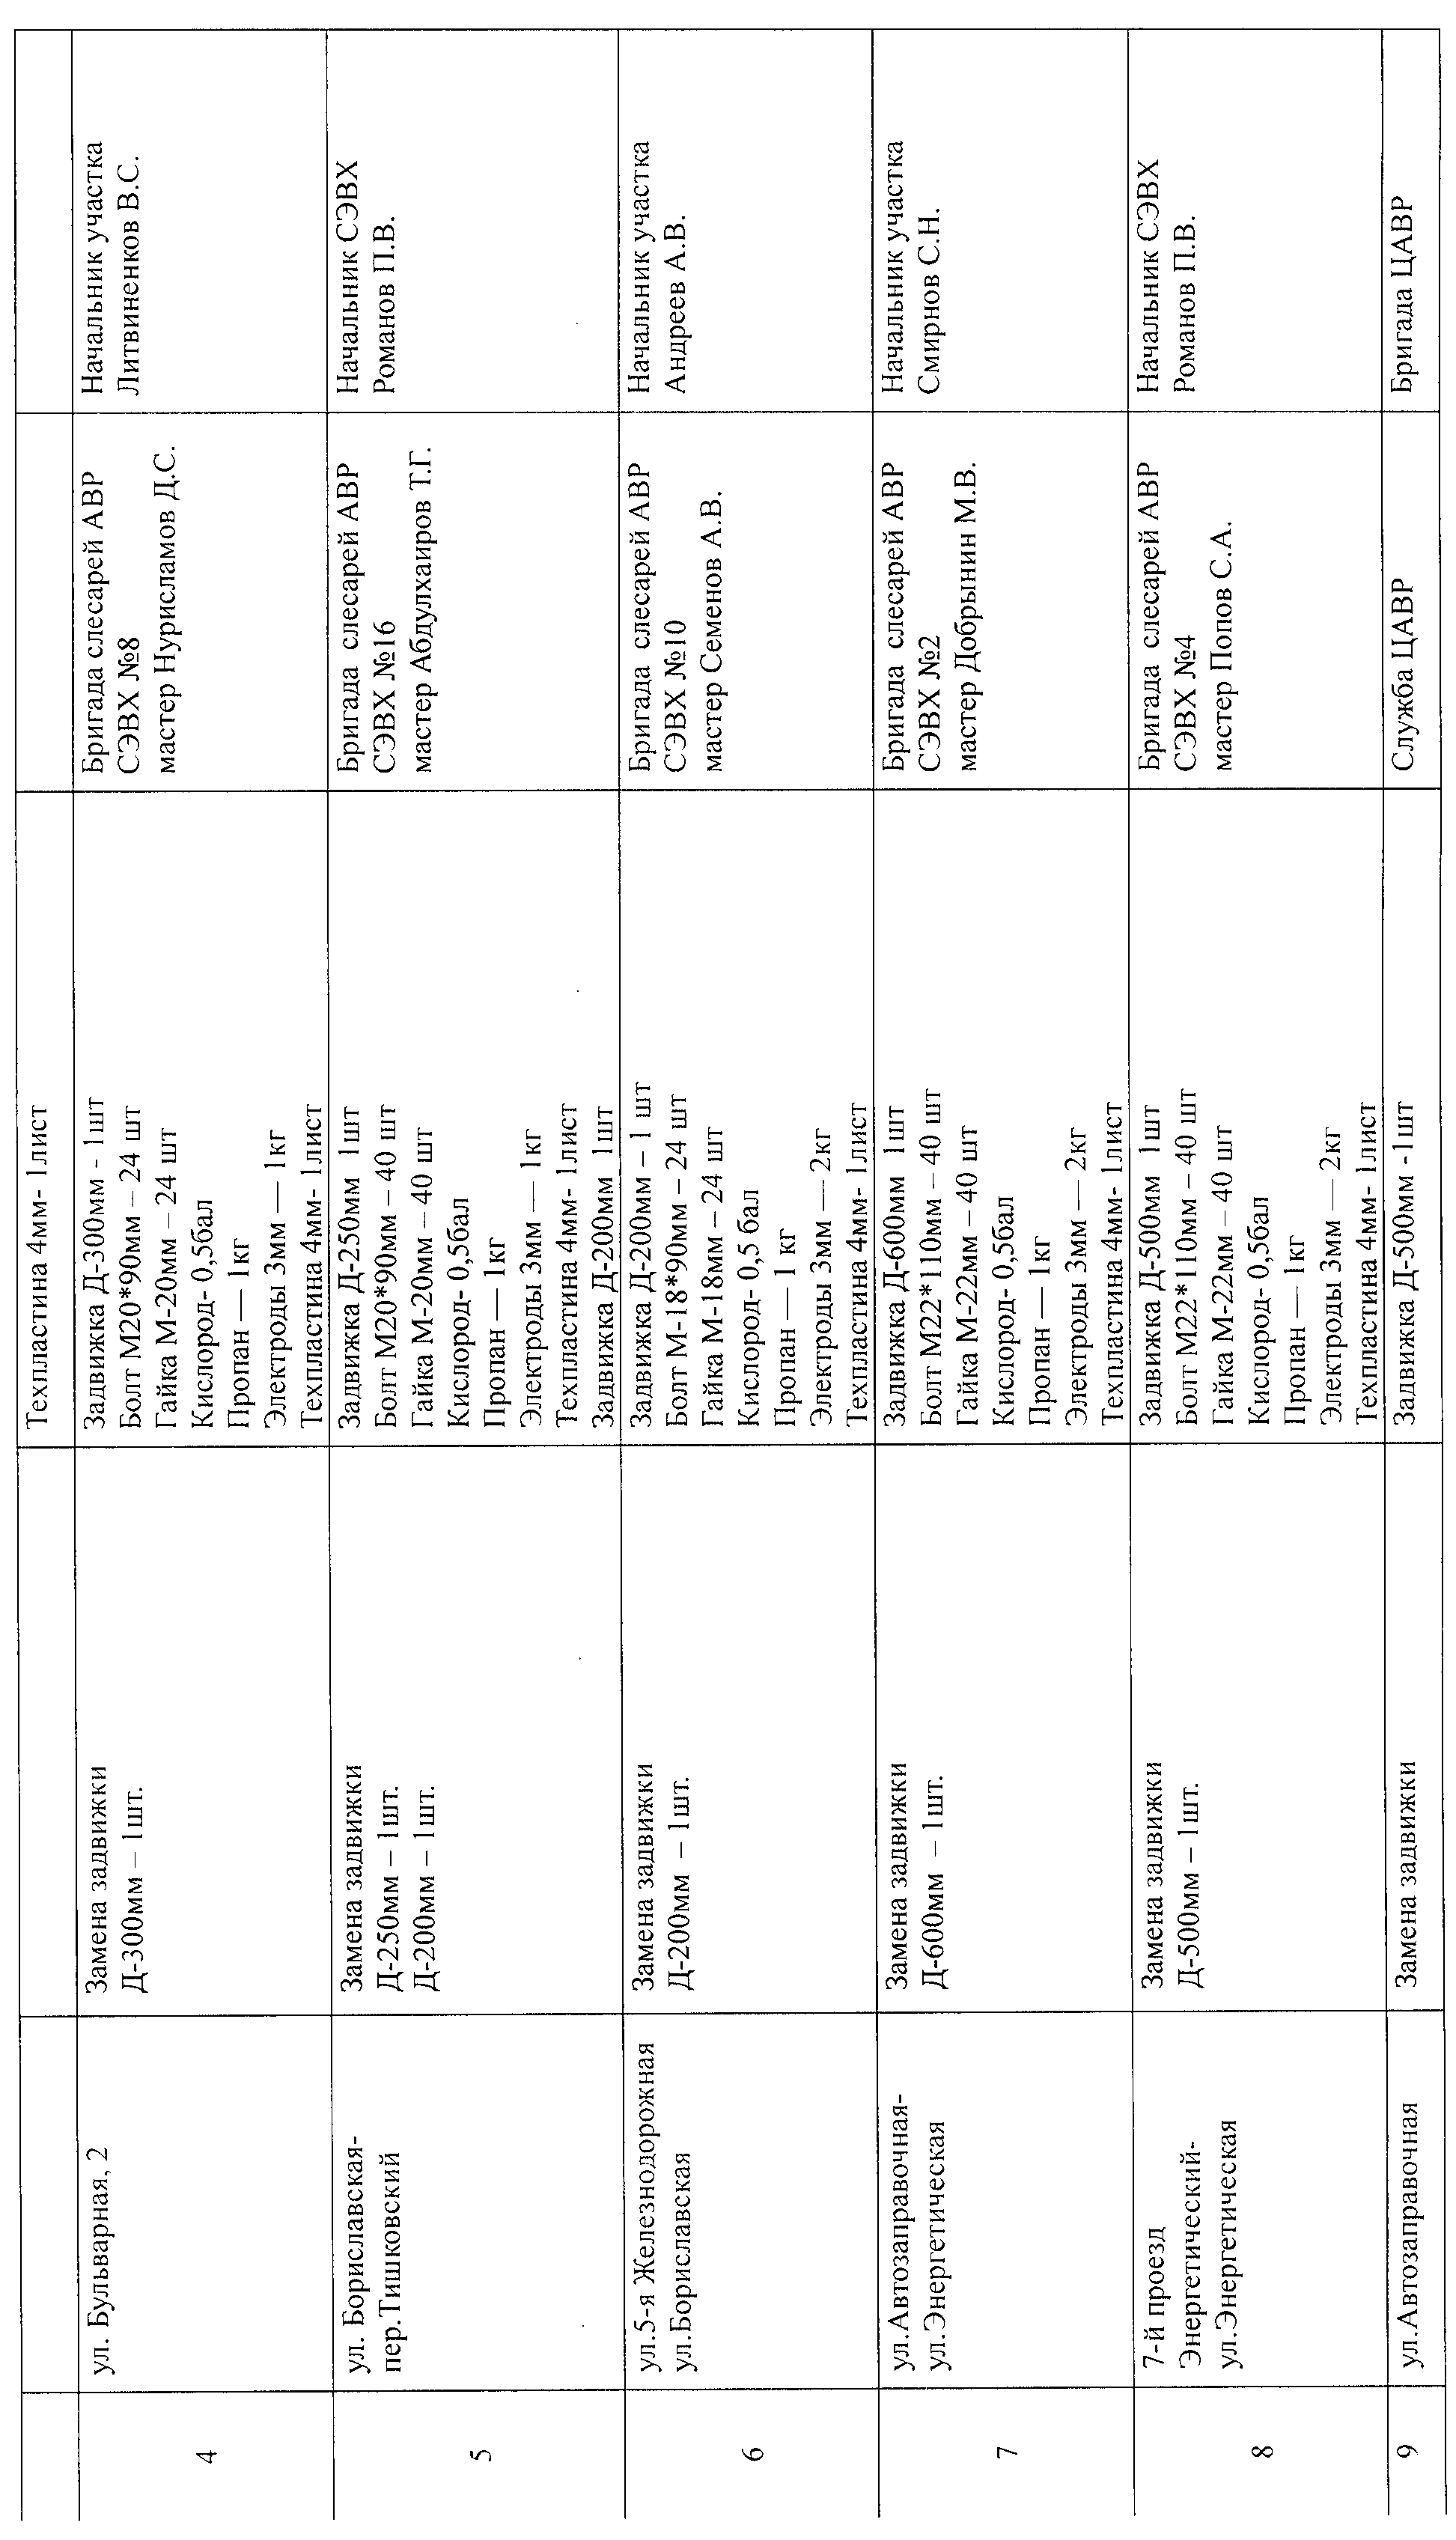 Техпластина 4мм- 1лист
4
ул. Бульварная, 2
Замена задвижки
Д-300мм – 1шт.
Задвижка Д-300мм - 1шт
Болт М20*90мм – 24 шт
Гайка М-20мм – 24 шт
Кислород- 0,5бал
Пропан — 1кг
Электроды 3мм — 1кг
Техпластина 4мм- 1лист
Бригада слесарей АВР
СЭВХ №8
мастер Нурисламов Д.С.
Начальник участка
Литвиненков В.С.
5
ул. Бориславская-
пер.Тишковский
Замена задвижки
Д-250мм – 1шт.
Д-200мм – 1шт.
Задвижка Д-250мм 1шт
Болт М20*90мм – 40 шт
Гайка М-20мм – 40 шт
Кислород- 0,5бал
Пропан — 1кг
Электроды 3мм — 1кг
Техпластина 4мм- 1лист
Задвижка Д-200мм 1шт
Бригада слесарей АВР
СЭВХ №16
мастер Абдулхаиров Т.Г.
Начальник СЭВХ
Романов П.В.
6
ул.5-я Железнодорожная
ул.Бориславская
Замена задвижки
Д-200мм – 1шт.
Задвижка Д-200мм – 1 шт
Болт М-18*90мм – 24 шт
Гайка М-18мм – 24 шт
Кислород- 0,5 бал
Пропан — 1 кг
Электроды 3мм — 2кг
Техпластина 4мм- 1лист
Бригада слесарей АВР
СЭВХ №10
мастер Семенов А.В.
Начальник участка
Андреев А.В.
7
ул.Автозаправочная-
ул.Энергетическая
Замена задвижки
Д-600мм – 1шт.
Задвижка Д-600мм 1шт
Болт М22*110мм – 40 шт
Гайка М-22мм – 40 шт
Кислород- 0,5бал
Пропан — 1кг
Электроды 3мм — 2кг
Техпластина 4мм- 1лист
Бригада слесарей АВР
СЭВХ №2
мастер Добрынин М.В.
Начальник участка
Смирнов С.Н.
8
7-й проезд
Энергетический-
ул.Энергетическая
Замена задвижки
Д-500мм – 1шт.
Задвижка Д-500мм 1шт
Болт М22*110мм – 40 шт
Гайка М-22мм – 40 шт
Кислород- 0,5бал
Пропан — 1кг
Электроды 3мм — 2кг
Техпластина 4мм- 1лист
Бригада слесарей АВР
СЭВХ №4
мастер Попов С.А.
Начальник СЭВХ
Романов П.В.
9
ул.Автозаправочная
Замена задвижки
Задвижка Д-500мм -1шт
Служба ЦАВР
Бригада ЦАВР